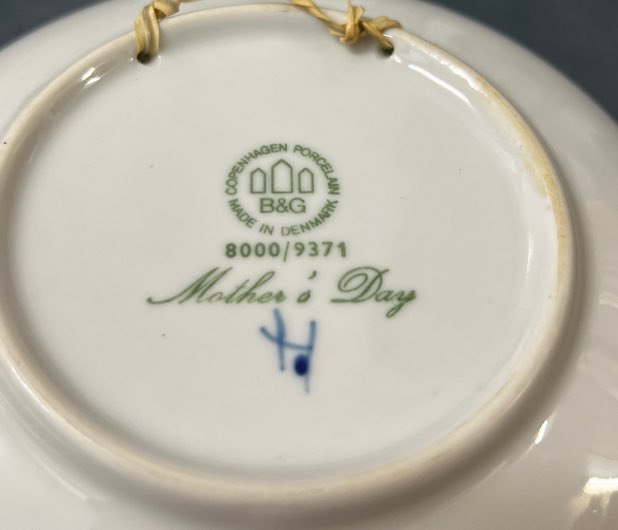 COPENHAGEN PORCELAIN
B&G
MADE IN DENMARK
8000/9371
Mother's Day